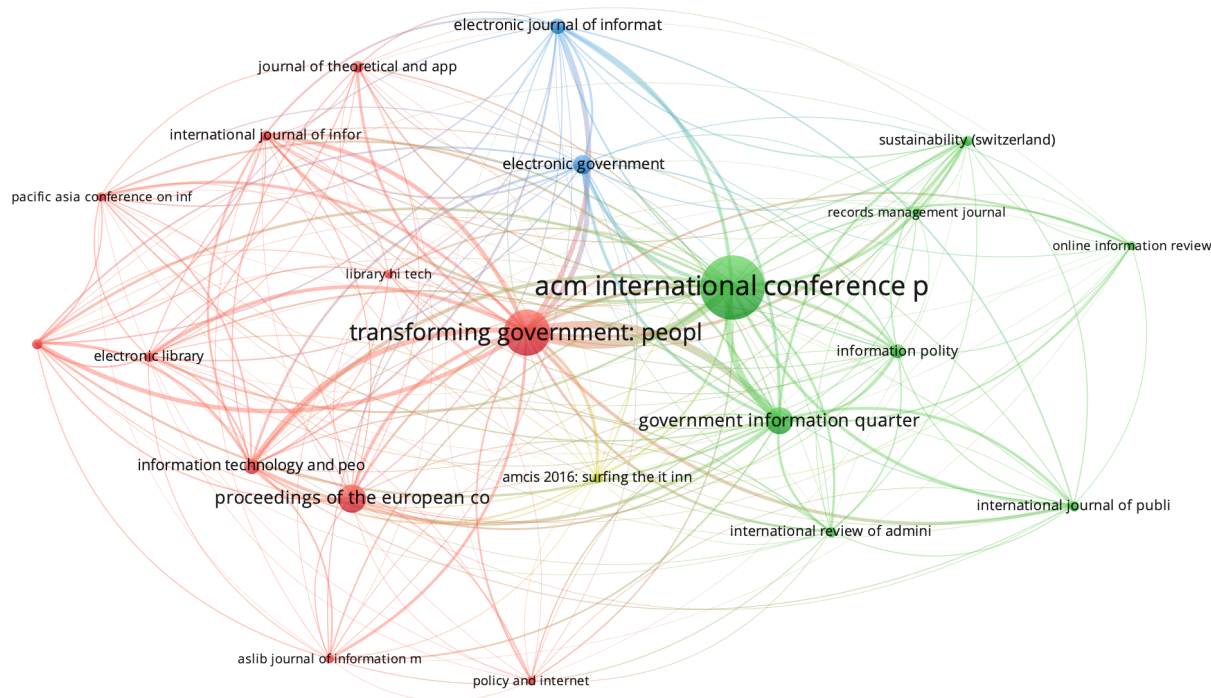 electronic journal of informat
journal of theoretical and app
international journal of infor
sustainability (switzerland)
electronic government
pacific asia conference on inf
records management journal
online information review
library hi tech
acm international conference p
transforming government: peopl
electronic library
information polity
government information quarter
information technology and peo
amcis 2016: surfing the it inn
proceedings of the european co
international journal of publi
international review of admini
aslib journal of information m
policy and internet